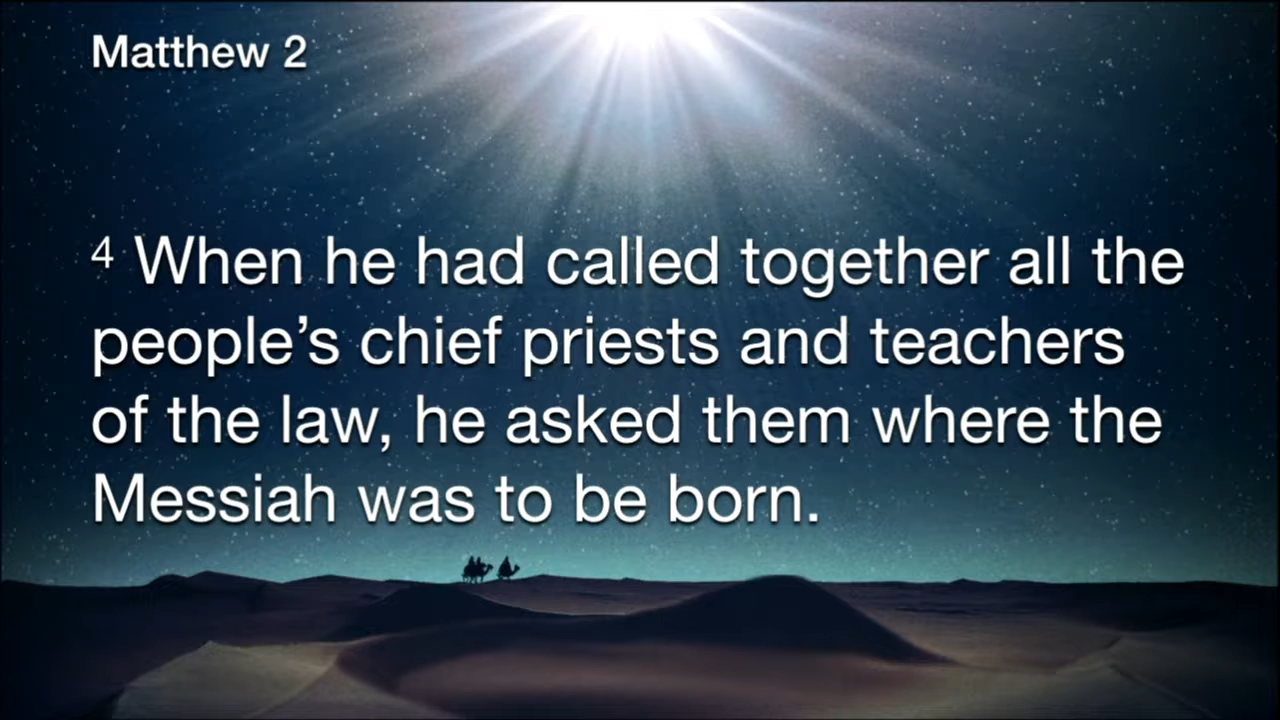 Matthew 2
4 When he had called together all the
people’s chief priests and teachers
of the law, he asked them where the
Messiah was to be born.